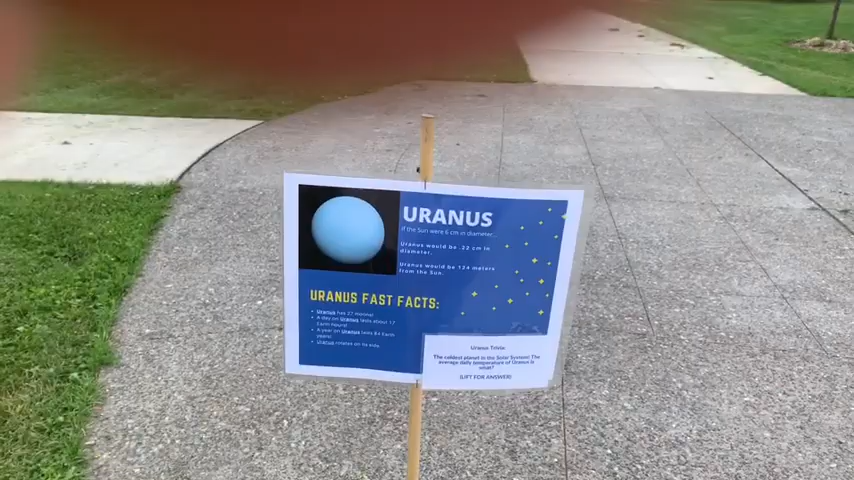 URANUS
If the Sun were 6 cm in diameter...
Uranus would be .22 cm in
diameter.
Uranus would be 124 meters
from the Sun.
URANUS FAST FACTS:
Uranus has 27 moons!
A day on Uranus lasts about 17
Earth hours!
A year on Uranus takes 84 Earth
years!
Uranus rotates on its side.
Uranus Trivia:
The coldest planet in the Solar System! The
average daily temperature of Uranus is
what?
(LIFT FOR ANSWER)